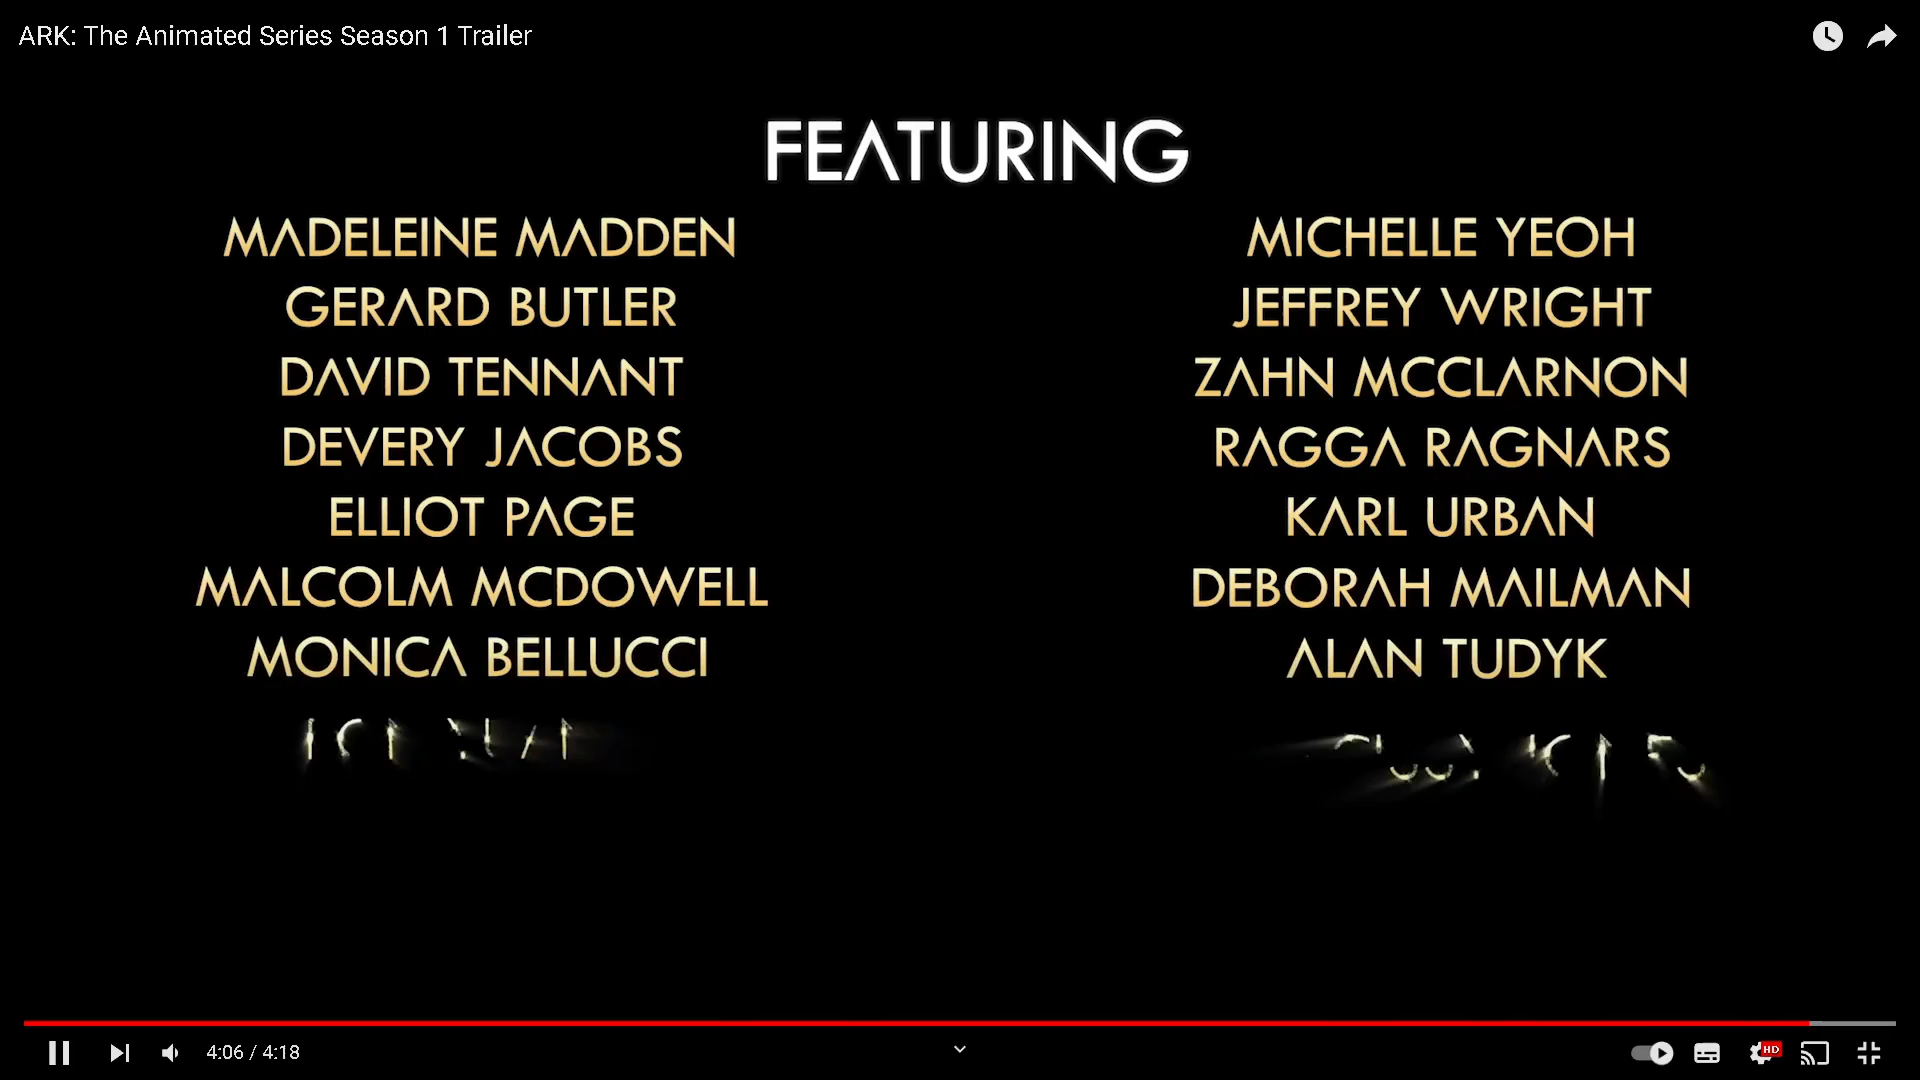 ARK: The Animated Series Season 1 Trailer
FEATURING
MADELEINE MADDEN
GERARD BUTLER
DAVID TENNANT
DEVERY JACOBS
ELLIOT PAGE
MALCOLM MCDOWELL
MONICA BELLUCCI
MICHELLE YEOH
JEFFREY WRIGHT
ZAHN MCCLARNON
RAGGA RAGNARS
KARL URBAN
DEBORAH MAILMAN
ALAN TUDYK
4:06 / 4:18
HD